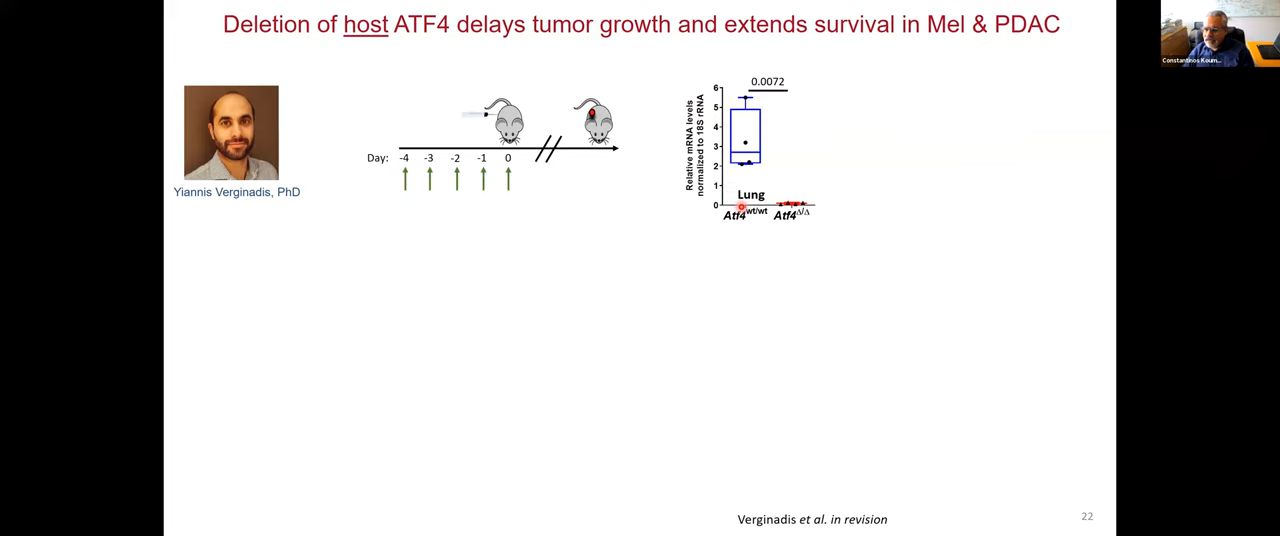 Deletion of host ATF4 delays tumor growth and extends survival in Mel & PDAC
Constantinos Koum...
Yiannis Verginadis, PhD
Day: -4 -3 -2 -1 0
0.0072
Relative mRNA levels
normalized to 18S rRNA
6
5
4
3
2
1
0
Lung
Atf4wt/wt Atf4Δ/Δ
Verginadis et al. in revision
22